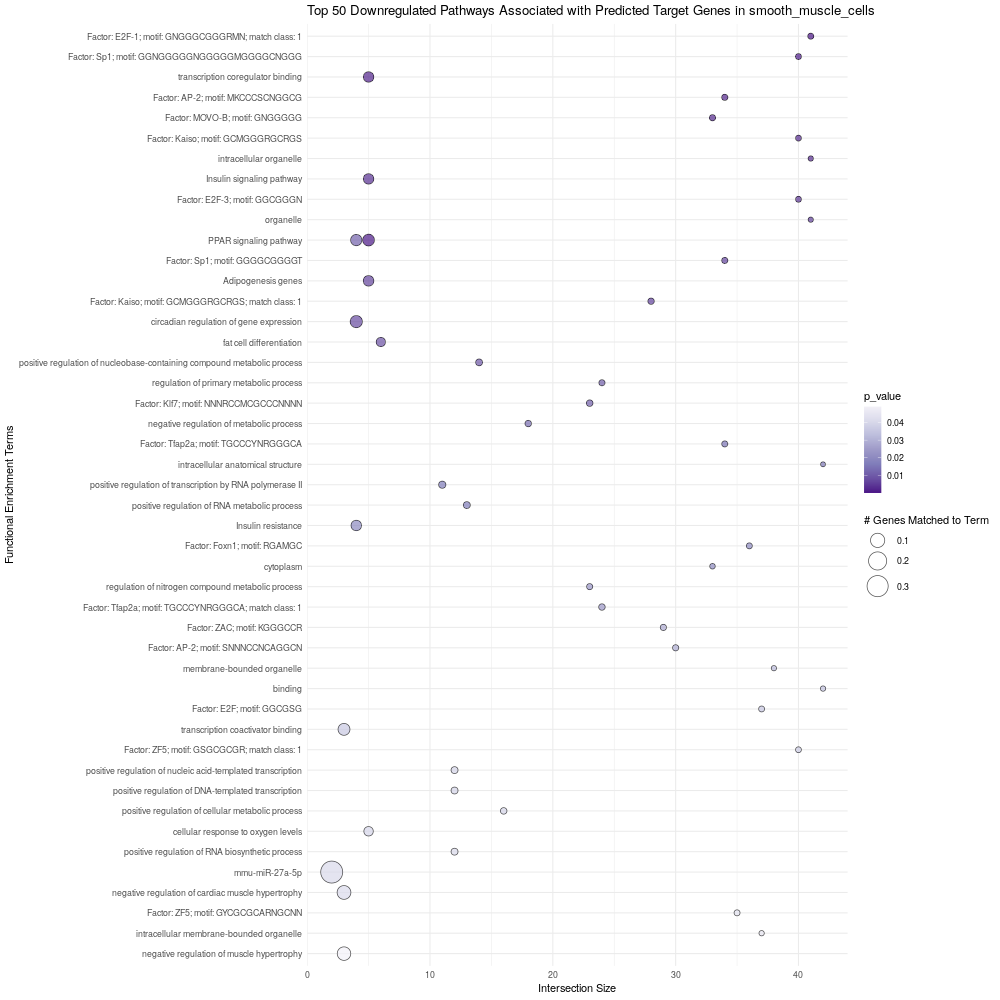 Top 50 Downregulated Pathways Associated with Predicted Target Genes in smooth_muscle_cells
Functional Enrichment Terms
Factor: E2F-1; motif: GNGGGCGGGRMN; match class: 1
Factor: Sp1; motif: GGNGGGGGNGGGGGMGGGGCNGGG
transcription coregulator binding
Factor: AP-2; motif: MKCCCSCNGGCG
Factor: MOVO-B; motif: GNGGGGG
Factor: Kaiso; motif: GCMGGGRGCRGS
intracellular organelle
Insulin signaling pathway
Factor: E2F-3; motif: GGCGGGN
organelle
PPAR signaling pathway
Factor: Sp1; motif: GGGGCGGGGT
Adipogenesis genes
Factor: Kaiso; motif: GCMGGGRGCRGS; match class: 1
circadian regulation of gene expression
fat cell differentiation
positive regulation of nucleobase-containing compound metabolic process
regulation of primary metabolic process
Factor: Klf7; motif: NNNRCCMCGCCCNNNN
negative regulation of metabolic process
Factor: Tfap2a; motif: TGCCCYNRGGGCA
intracellular anatomical structure
positive regulation of transcription by RNA polymerase II
positive regulation of RNA metabolic process
Insulin resistance
Factor: Foxn1; motif: RGAMGC
cytoplasm
regulation of nitrogen compound metabolic process
Factor: Tfap2a; motif: TGCCCYNRGGGCA; match class: 1
Factor: ZAC; motif: KGGGCCR
Factor: AP-2; motif: SNNNCCNCAGGCN
membrane-bounded organelle
binding
Factor: E2F; motif: GGCGSG
transcription coactivator binding
Factor: ZF5; motif: GSGCGCGR; match class: 1
positive regulation of nucleic acid-templated transcription
positive regulation of DNA-templated transcription
positive regulation of cellular metabolic process
cellular response to oxygen levels
positive regulation of RNA biosynthetic process
mmu-miR-27a-5p
negative regulation of cardiac muscle hypertrophy
Factor: ZF5; motif: GYCGCGCARNGCNN
intracellular membrane-bounded organelle
negative regulation of muscle hypertrophy
0 10 20 30 40
Intersection Size
p_value
0.04
0.03
0.02
0.01
# Genes Matched to Term
0.1
0.2
0.3